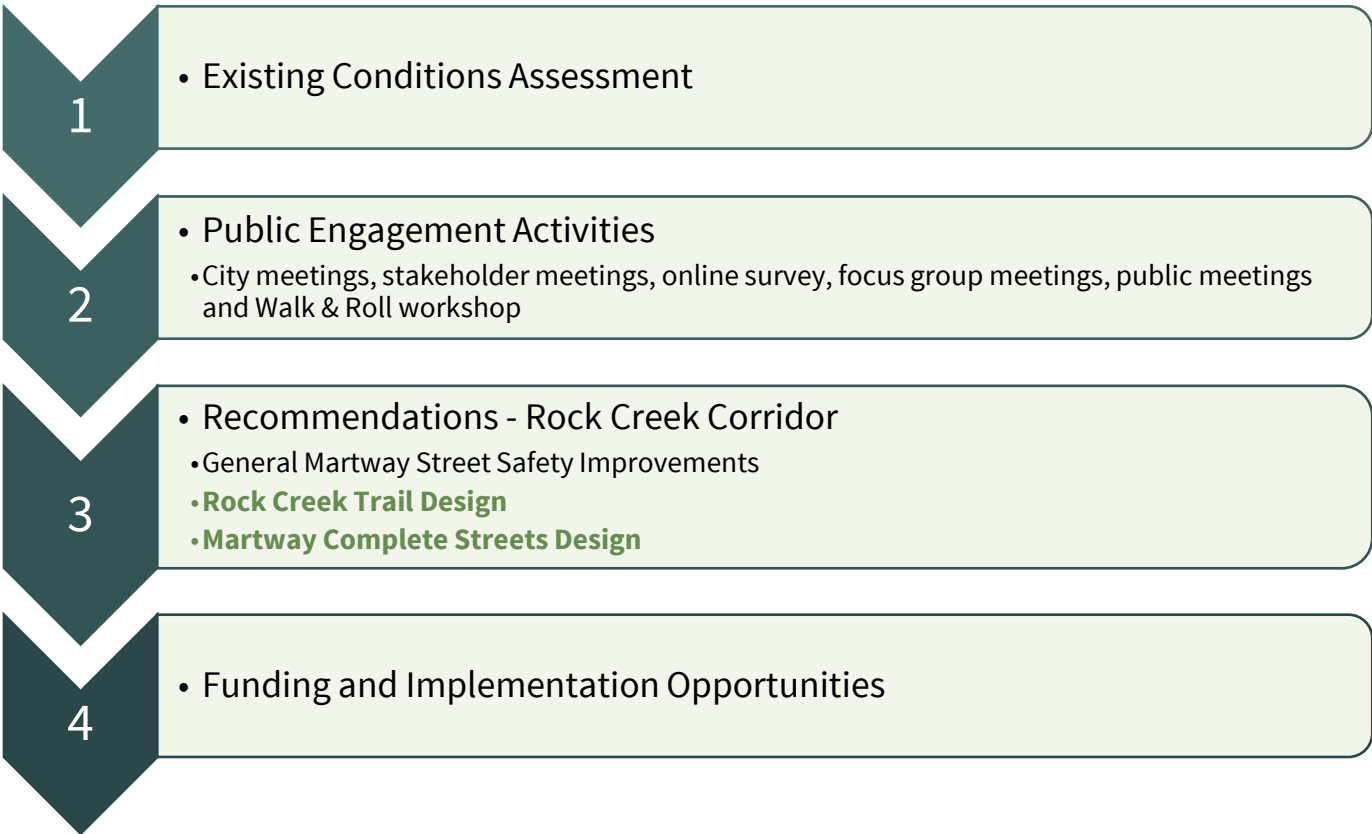 1
• Existing Conditions Assessment
2
• Public Engagement Activities
• City meetings, stakeholder meetings, online survey, focus group meetings, public meetings
and Walk & Roll workshop
3
• Recommendations - Rock Creek Corridor
• General Martway Street Safety Improvements
• Rock Creek Trail Design
• Martway Complete Streets Design
4
• Funding and Implementation Opportunities